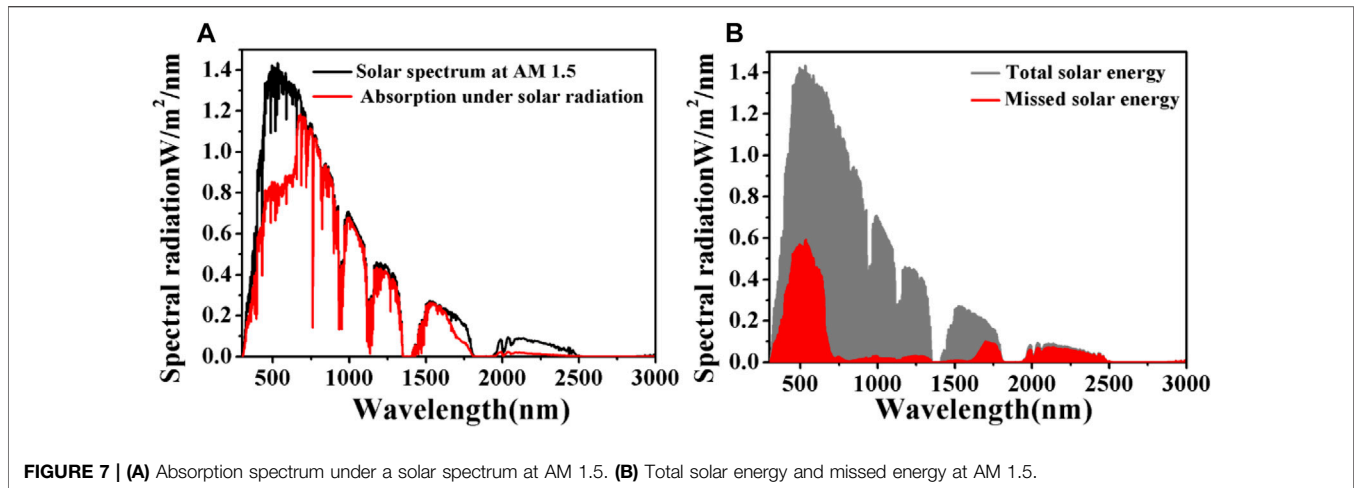 A
Spectral radiationW/m²/nm
1.4
1.2
1.0
0.8
0.6
0.4
0.2
0.0
Solar spectrum at AM 1.5
Absorption under solar radiation
500 1000 1500 2000 2500 3000
Wavelength(nm)
B
Spectral radiationW/m²/nm
1.4
1.2
1.0
0.8
0.6
0.4
0.2
0.0
Total solar energy
Missed solar energy
500 1000 1500 2000 2500 3000
Wavelength(nm)
FIGURE 7 | (A) Absorption spectrum under a solar spectrum at AM 1.5. (B) Total solar energy and missed energy at AM 1.5.